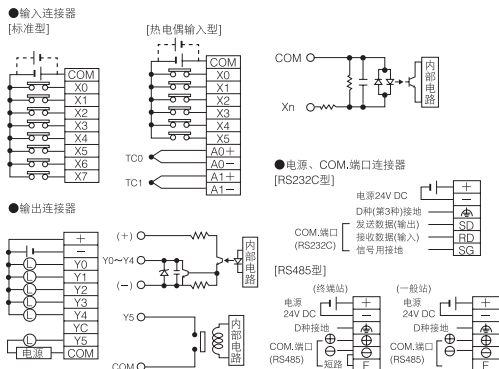 ●输入连接器
[标准型]
COM
X0
X1
X2
X3
X4
X5
X6
X7
[热电偶输入型]
COM
X0
X1
X2
X3
X4
X5
TC0
A0+
A0−
TC1
A1+
A1−
COM
Xn
内部电路
●输出连接器
+
−
L Y0
L Y1
L Y2
L Y3
L Y4
YC
L Y5
电源 COM
(+)
Y0～Y4
(−)
内部电路
Y5
COM
内部电路
●电源、COM.端口连接器
[RS232C型]
电源24V DC
+
−
D种(第3种)接地
COM.端口
(RS232C)
发送数据(输出) SD
接收数据(输入) RD
信号用接地 SG
[RS485型]
(终端站)
电源
24V DC
+
−
D种接地
COM.端口
(RS485)
+ +
− −
短路 E
(一般站)
电源
24V DC
+
−
D种接地
COM.端口
(RS485)
+ +
− −
E